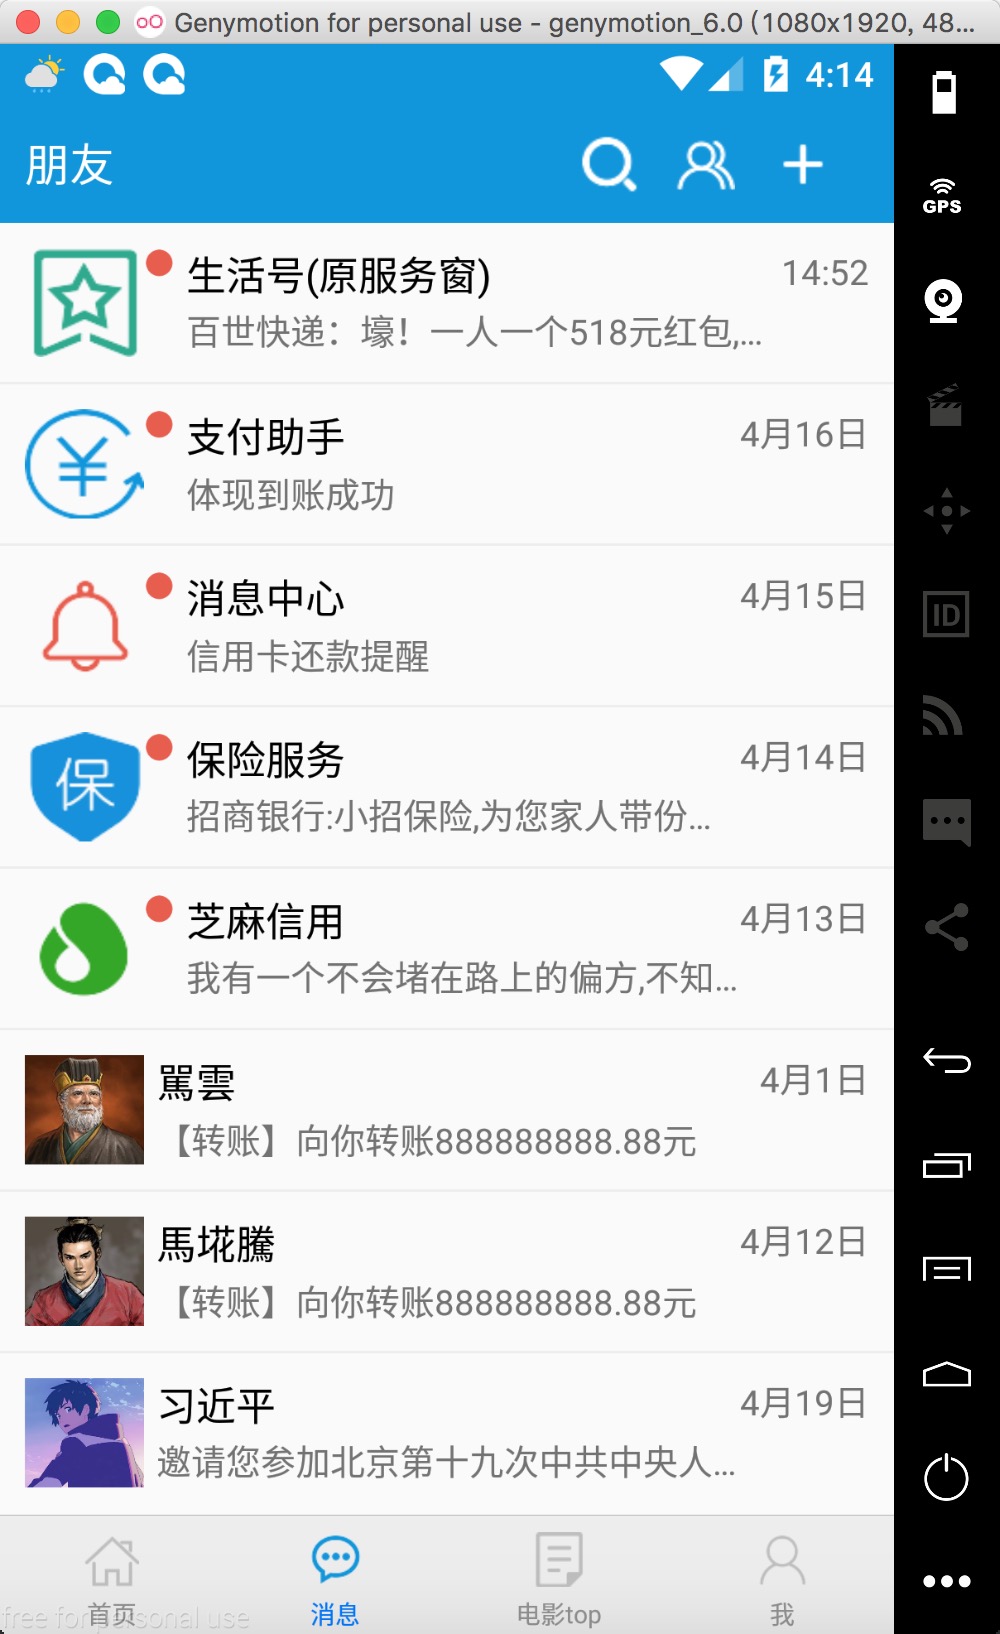 Genymotion for personal use - genymotion_6.0 (1080x1920, 48...
4:14
朋友
GPS
生活号(原服务窗)
14:52
百世快递：壕！一人一个518元红包,...
支付助手
4月16日
体现到账成功
消息中心
4月15日
信用卡还款提醒
ID
保
保险服务
4月14日
招商银行:小招保险,为您家人带份...
芝麻信用
4月13日
我有一个不会堵在路上的偏方,不知...
駡雲
4月1日
【转账】向你转账888888888.88元
馬埖騰
4月12日
【转账】向你转账888888888.88元
习近平
4月19日
邀请您参加北京第十九次中共中央人...
首页
消息
电影top
我
free for personal use